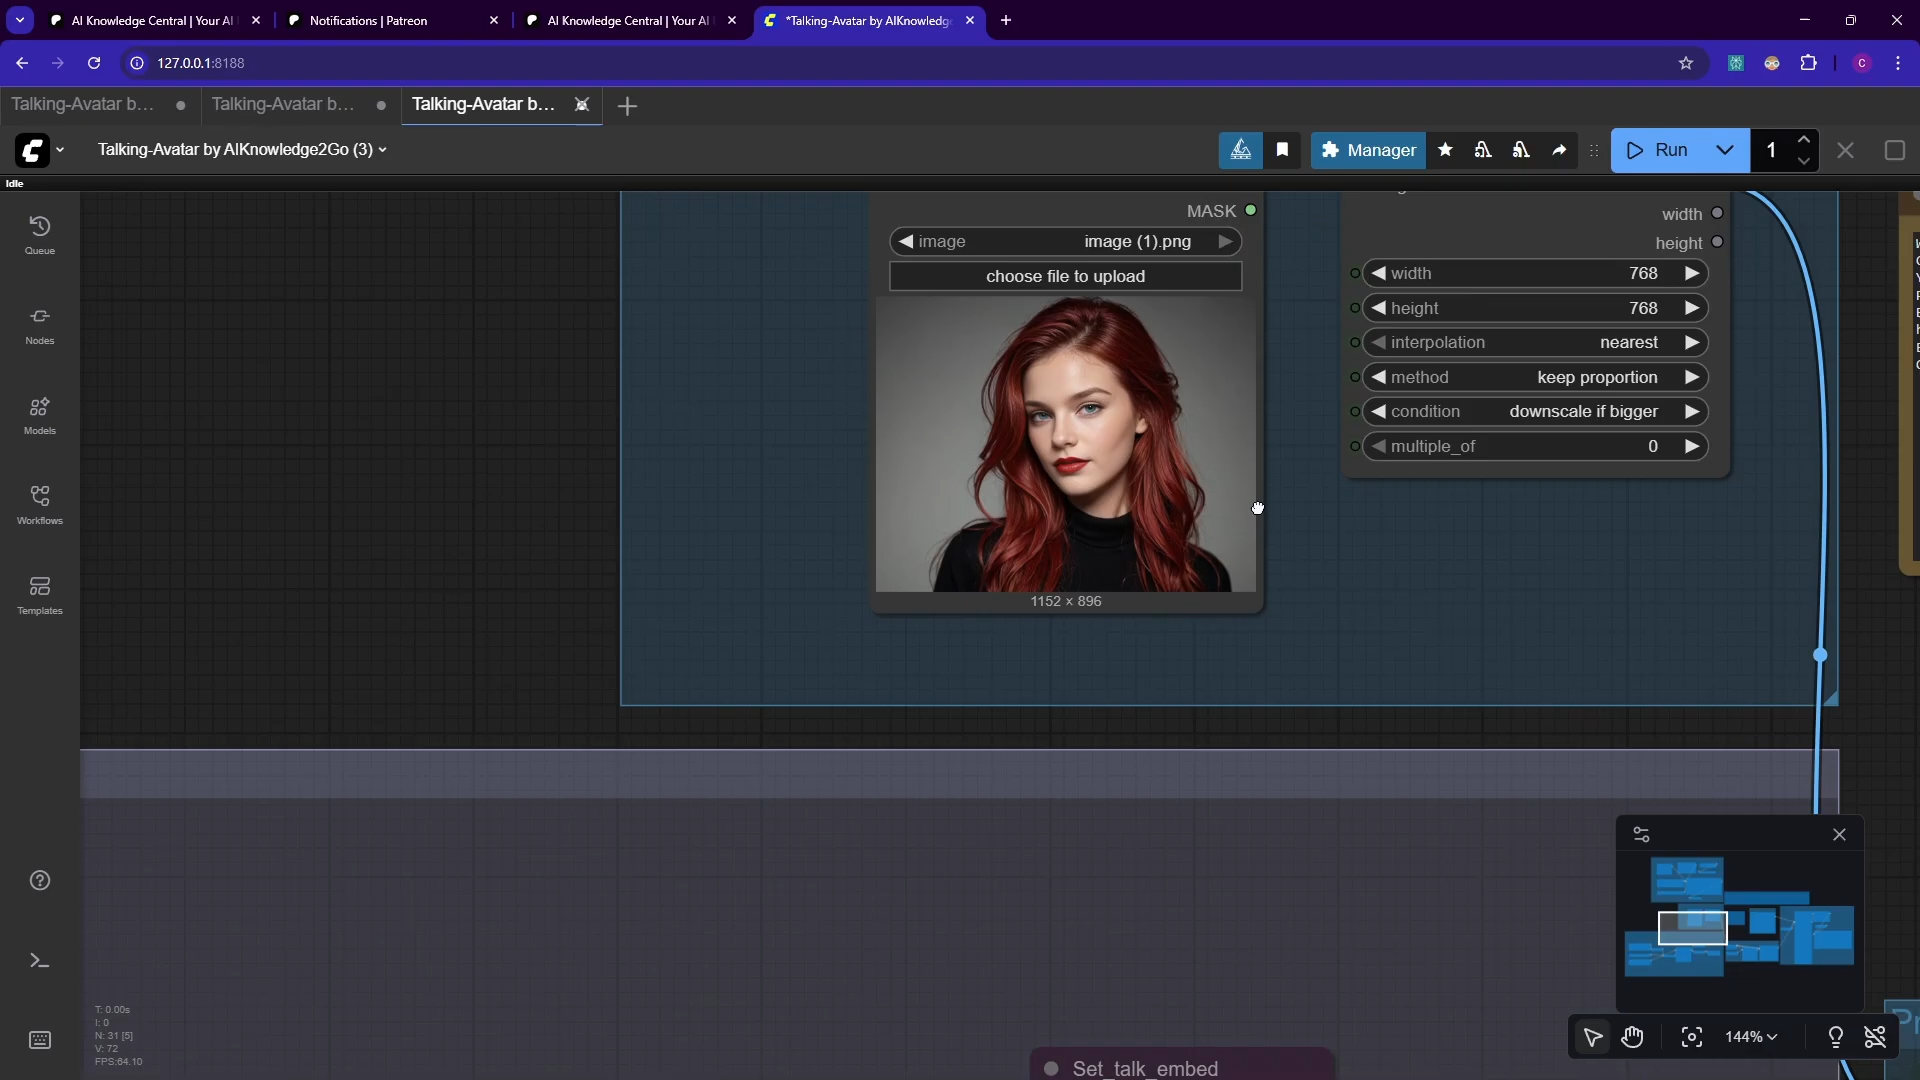 AI Knowledge Central | Your AI
Notifications | Patreon
AI Knowledge Central | Your AI
*Talking-Avatar by AIKnowledg
127.0.0.1:8188
C
Talking-Avatar b...
Talking-Avatar b...
Talking-Avatar b...
Talking-Avatar by AIKnowledge2Go (3)
Manager
Run
1
Idle
Queue
Nodes
Models
Workflows
Templates
MASK
image image (1).png
choose file to upload
1152 × 896
width
height
width 768
height 768
interpolation nearest
method keep proportion
condition downscale if bigger
multiple_of 0
Set_talk_embed
T: 0.00s
I: 0
N: 31 [5]
V: 72
FPS:64.10
144%